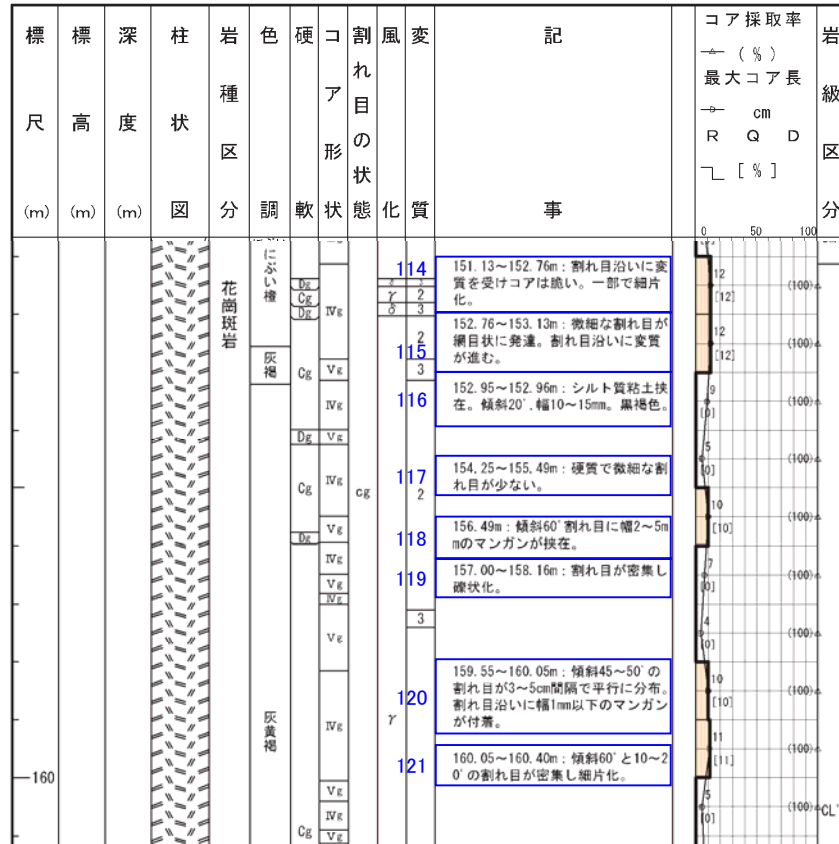 標尺(m)
標高(m)
深度(m)
柱状図
岩種区分
色調
硬軟
コア形状
割れ目の状態
風化
変質
記事
コア採取率
(%)
最大コア長
cm
R Q D
[%]
0 50 100
岩級区分
160
花崗斑岩
にぶい橙
灰褐
灰黄褐
Dg
Cg
Dg
Cg
Dg
Cg
Dg
Cg
Ⅳg
Ⅴg
Ⅳg
Ⅴg
Ⅳg
Ⅴg
Ⅳg
Ⅴg
Ⅳg
Ⅴg
Ⅳg
Ⅴg
Ⅳg
Ⅴg
cg
γ
δ
γ
2
3
2
3
2
3
114
151.13~152.76m:割れ目沿いに変
質を受けコアは脆い。一部で細片
化。
115
152.76~153.13m:微細な割れ目が
網目状に発達。割れ目沿いに変質
が進む。
116
152.95~152.96m:シルト質粘土挟
在。傾斜20°,幅10~15mm。黒褐色。
117
154.25~155.49m:硬質で微細な割
れ目が少ない。
118
156.49m:傾斜60°割れ目に幅2~5m
mのマンガンが挟在。
119
157.00~158.16m:割れ目が密集し
礫状化。
120
159.55~160.05m:傾斜45~50°の
割れ目が3~5cm間隔で平行に分布。
割れ目沿いに幅1mm以下のマンガン
が付着。
121
160.05~160.40m:傾斜60°と10~2
0°の割れ目が密集し細片化。
12 (100)
[12]
12 (100)
[12]
9 (100)
[0]
5 (100)
[0]
10 (100)
[10]
7 (100)
[0]
4 (100)
[0]
10 (100)
[10]
11 (100)
[11]
5 (100)
[0]
CL'